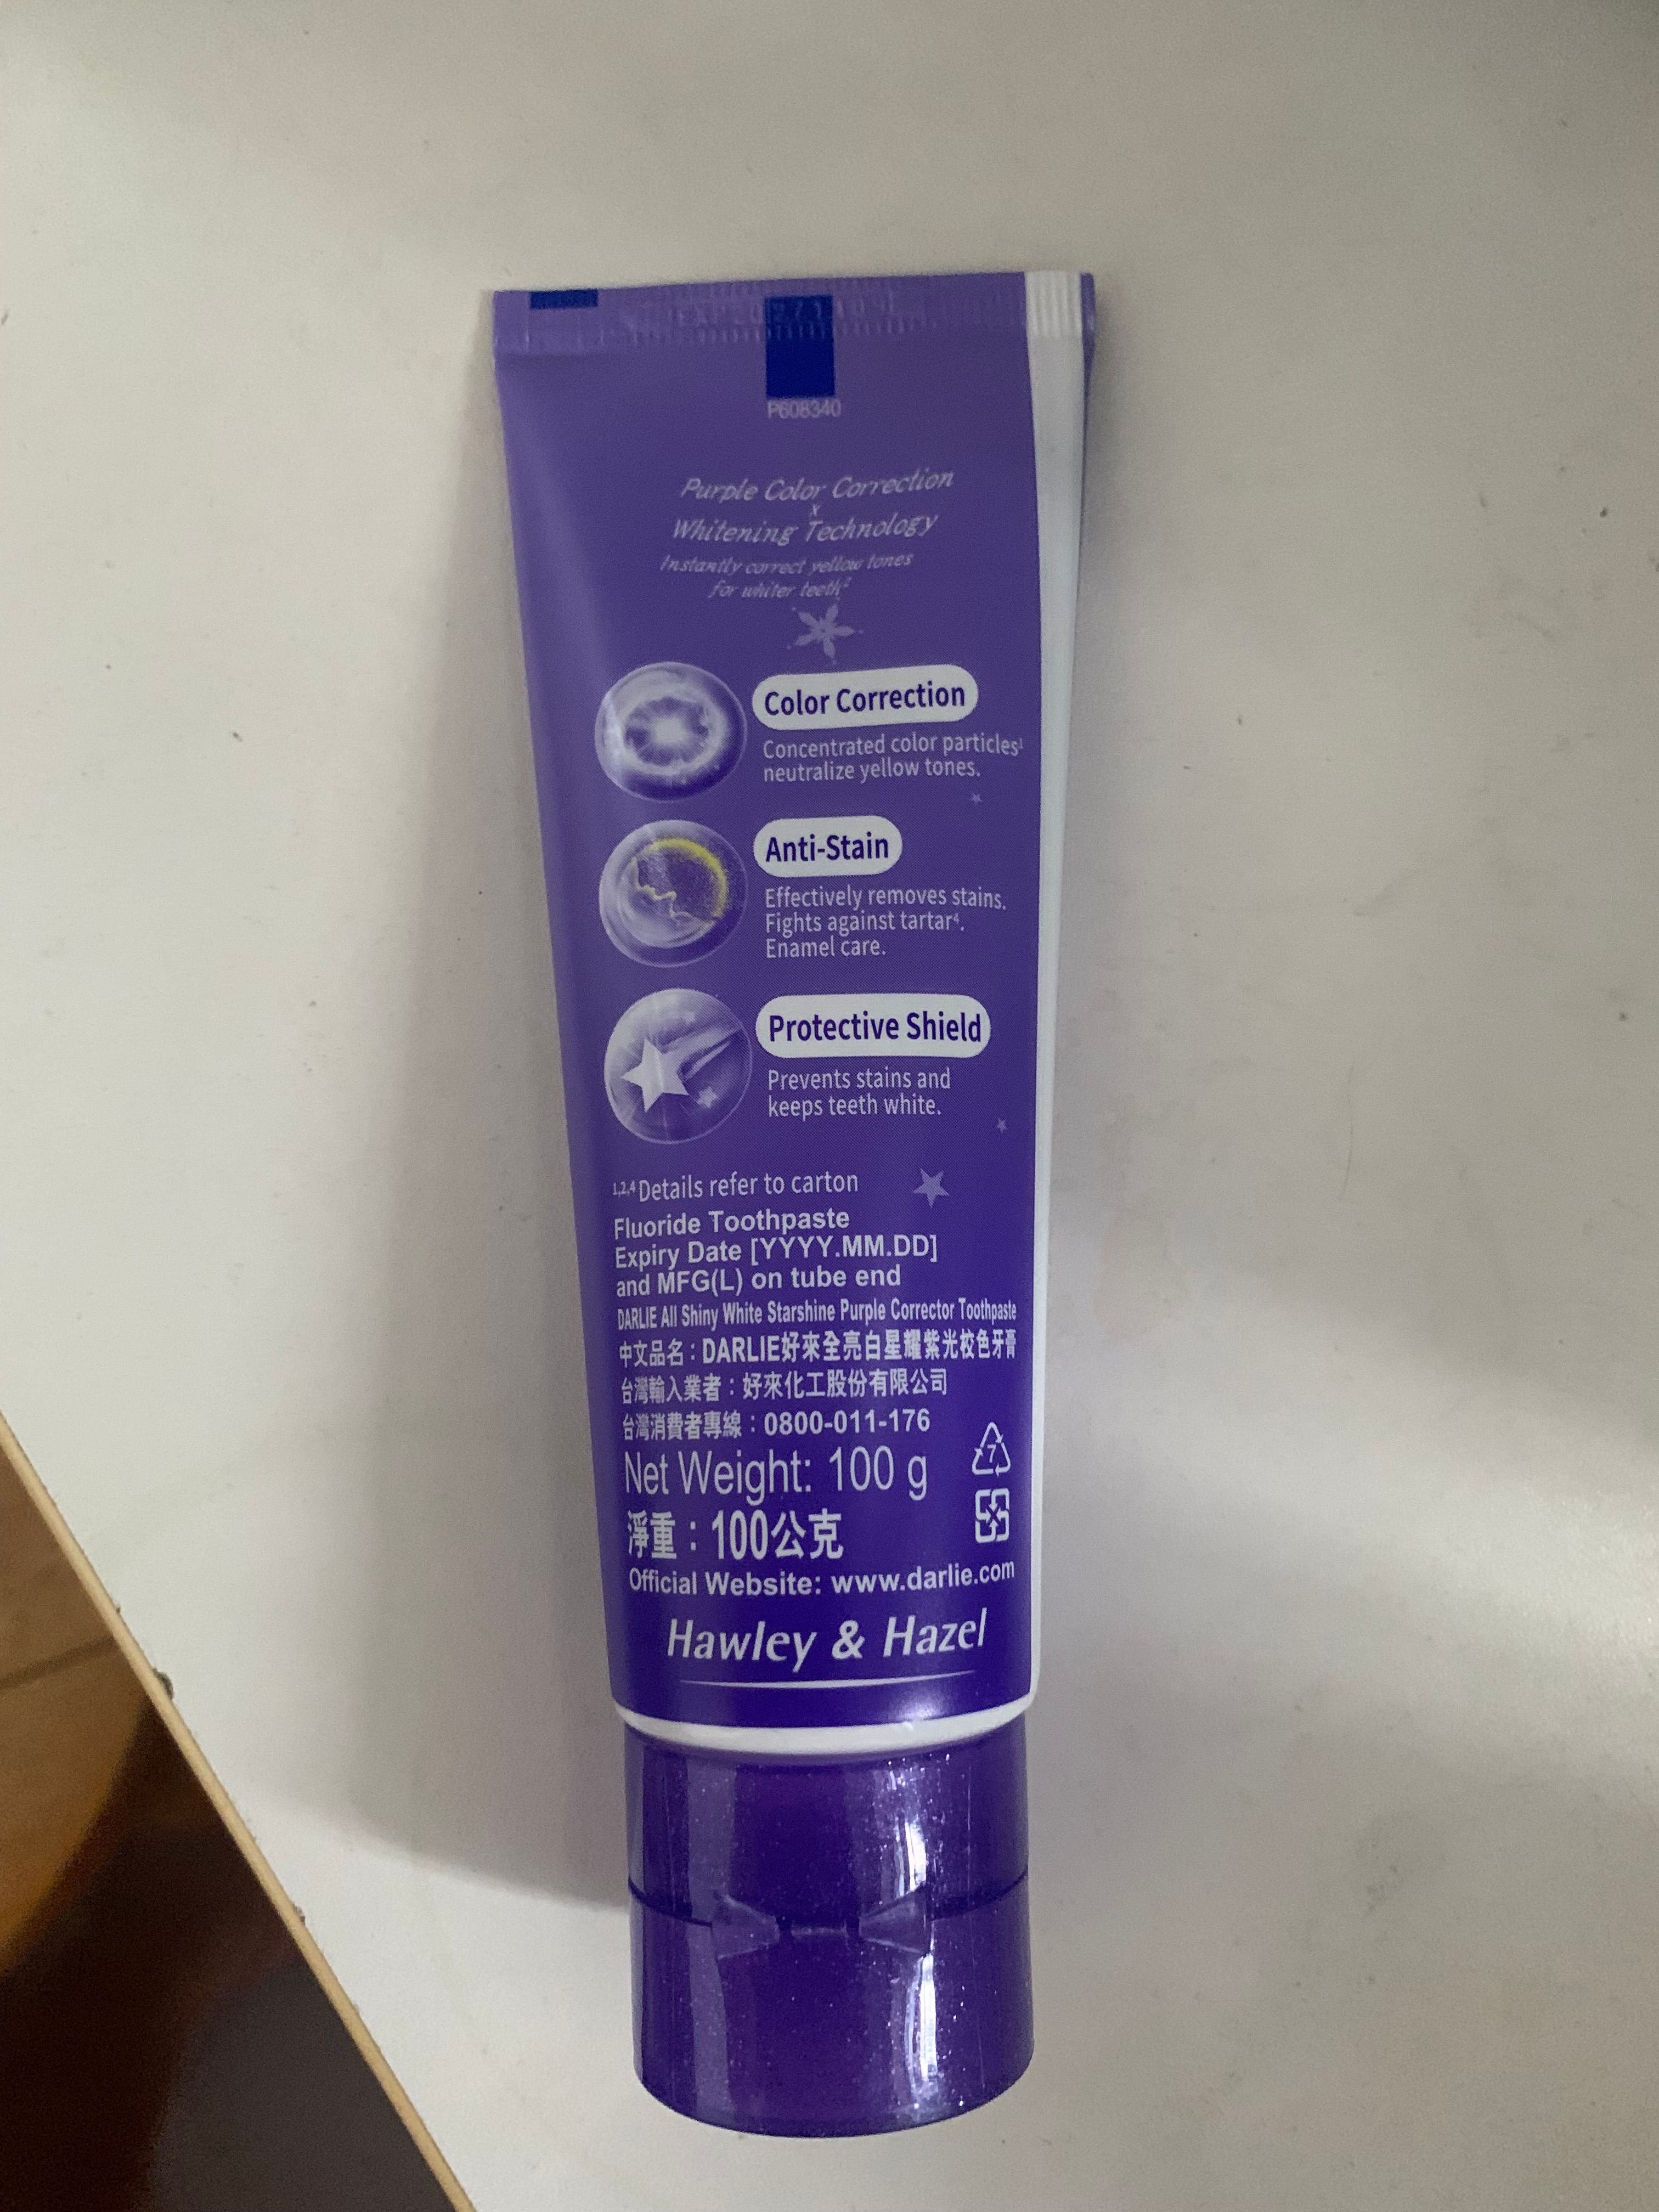 P608340
Purple Color Correction
x
Whitening Technology
Instantly correct yellow tones
for whiter teeth²
Color Correction
Concentrated color particles¹
neutralize yellow tones.
Anti-Stain
Effectively removes stains.
Fights against tartar⁴.
Enamel care.
Protective Shield
Prevents stains and
keeps teeth white.
1,2,4 Details refer to carton
Fluoride Toothpaste
Expiry Date [YYYY.MM.DD]
and MFG(L) on tube end
DARLIE All Shiny White Starshine Purple Corrector Toothpaste
中文品名：DARLIE好來全亮白星耀紫光校色牙膏
台灣輸入業者：好來化工股份有限公司
台灣消費者專線：0800-011-176
Net Weight: 100 g
7
淨重：100公克
Official Website: www.darlie.com
Hawley & Hazel